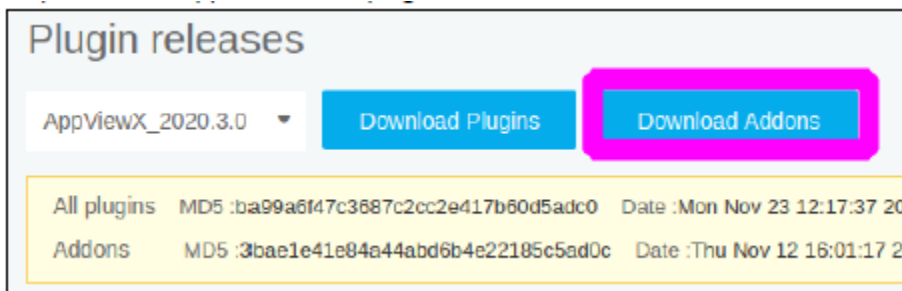 Plugin releases
AppViewX_2020.3.0 Download Plugins Download Addons
All plugins MD5 :ba99a6f47c3687c2cc2e417b60d5adc0 Date :Mon Nov 23 12:17:37 20
Addons MD5 :3bae1e41e84a44abd6b4e22185c5ad0c Date :Thu Nov 12 16:01:17 2